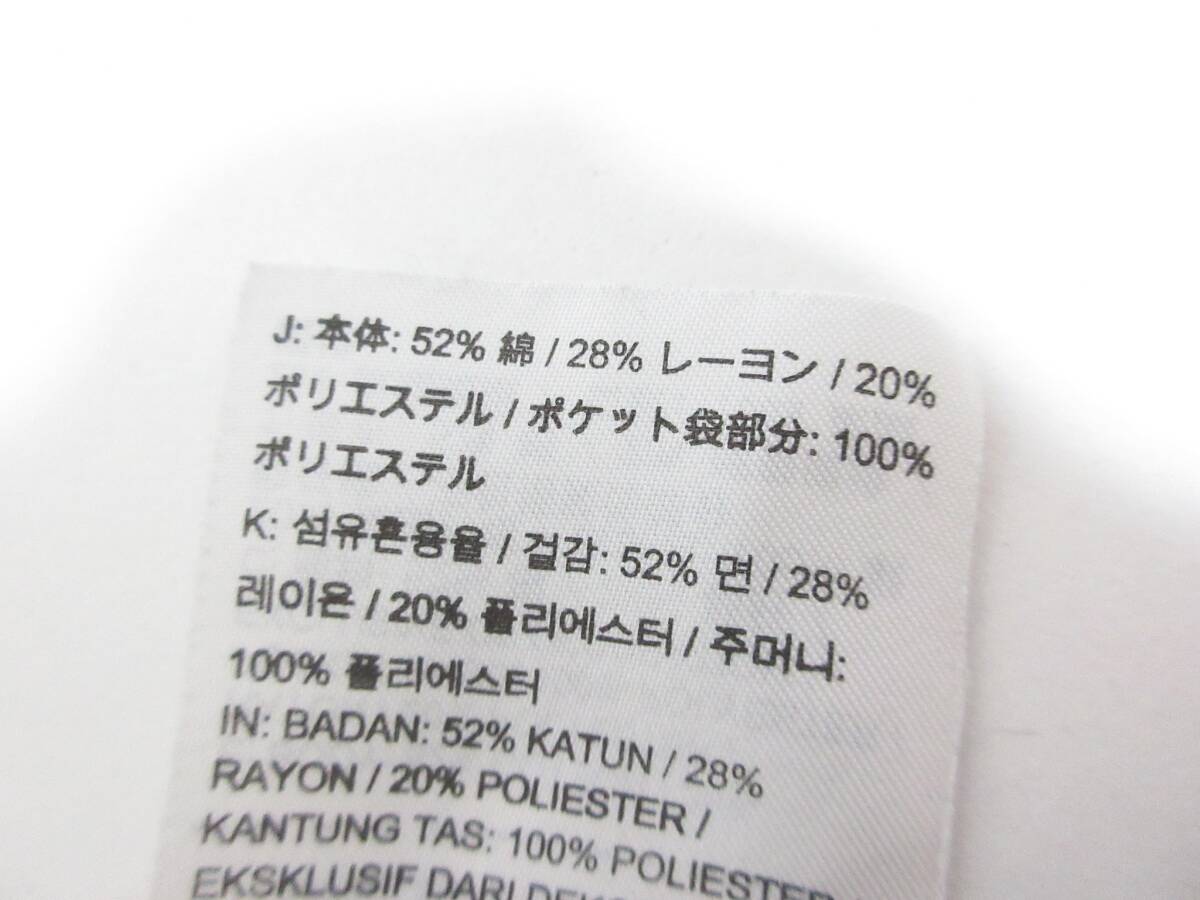 J: 本体: 52% 綿 / 28% レーヨン / 20%
ポリエステル / ポケット袋部分: 100%
ポリエステル
K: 섬유혼용율 / 겉감: 52% 면 / 28%
레이온 / 20% 폴리에스터 / 주머니:
100% 폴리에스터
IN: BADAN: 52% KATUN / 28%
RAYON / 20% POLIESTER /
KANTUNG TAS: 100% POLIESTER
EKSKLUSIF DARI